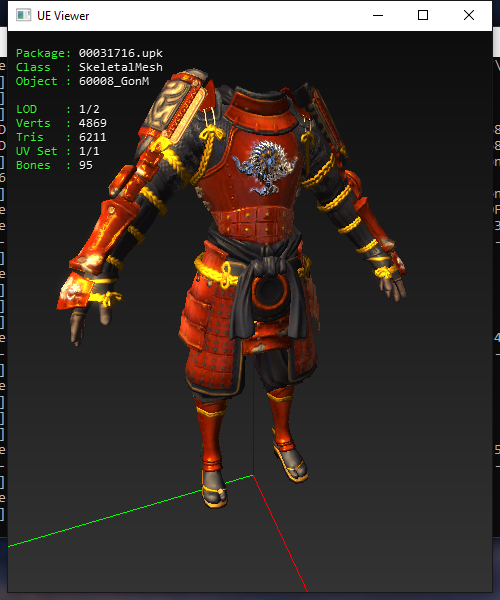 UE Viewer
Package: 00031716.upk
Class : SkeletalMesh
Object : 60008_GonM
LOD : 1/2
Verts : 4869
Tris : 6211
UV Set : 1/1
Bones : 95